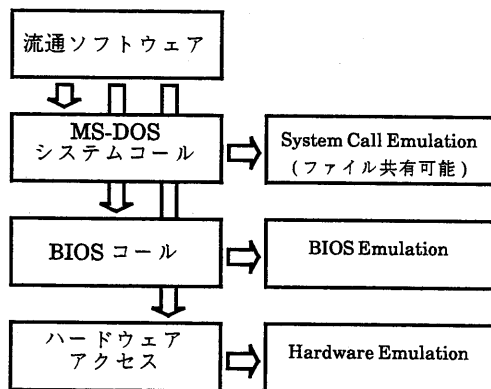 流通ソフトウェア
MS-DOS
システムコール
System Call Emulation
(ファイル共有可能)
BIOS コール
BIOS Emulation
ハードウェア
アクセス
Hardware Emulation